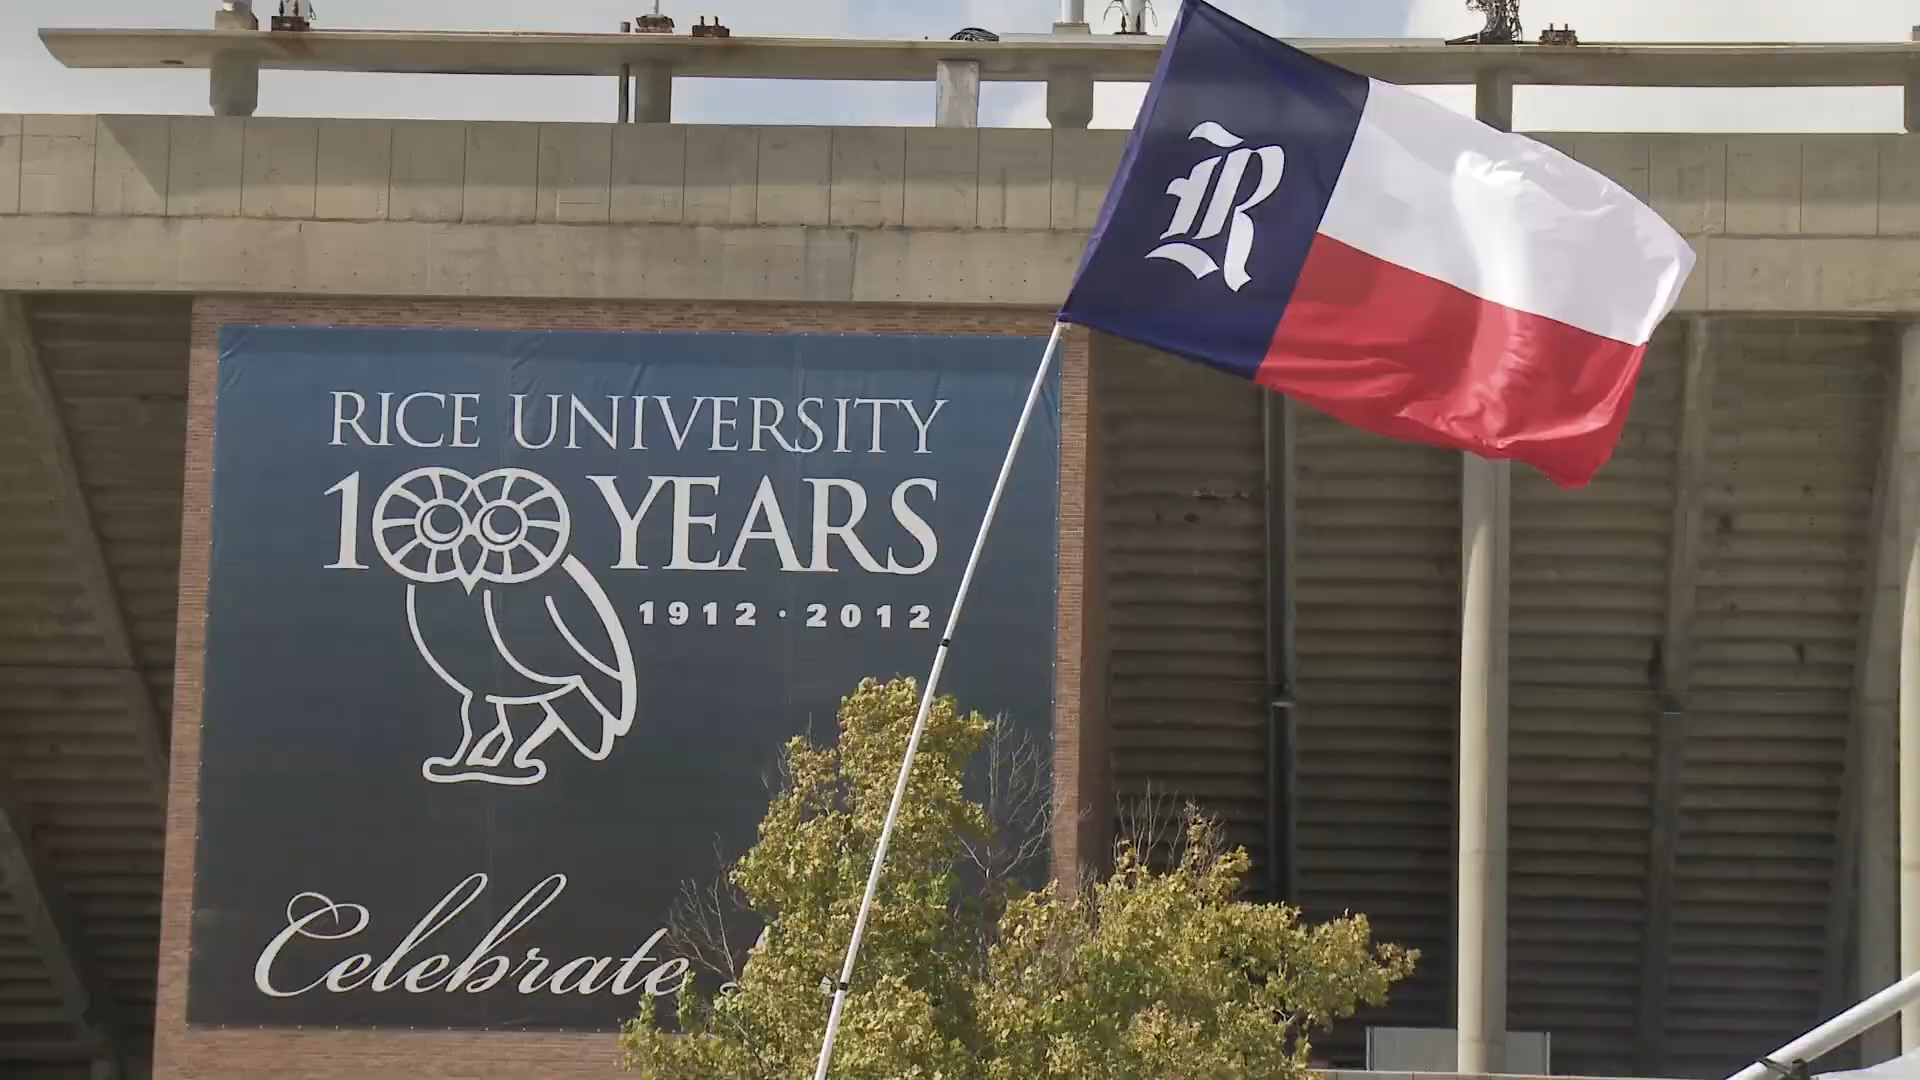 R
RICE UNIVERSITY
100 YEARS
1912 · 2012
Celebrate